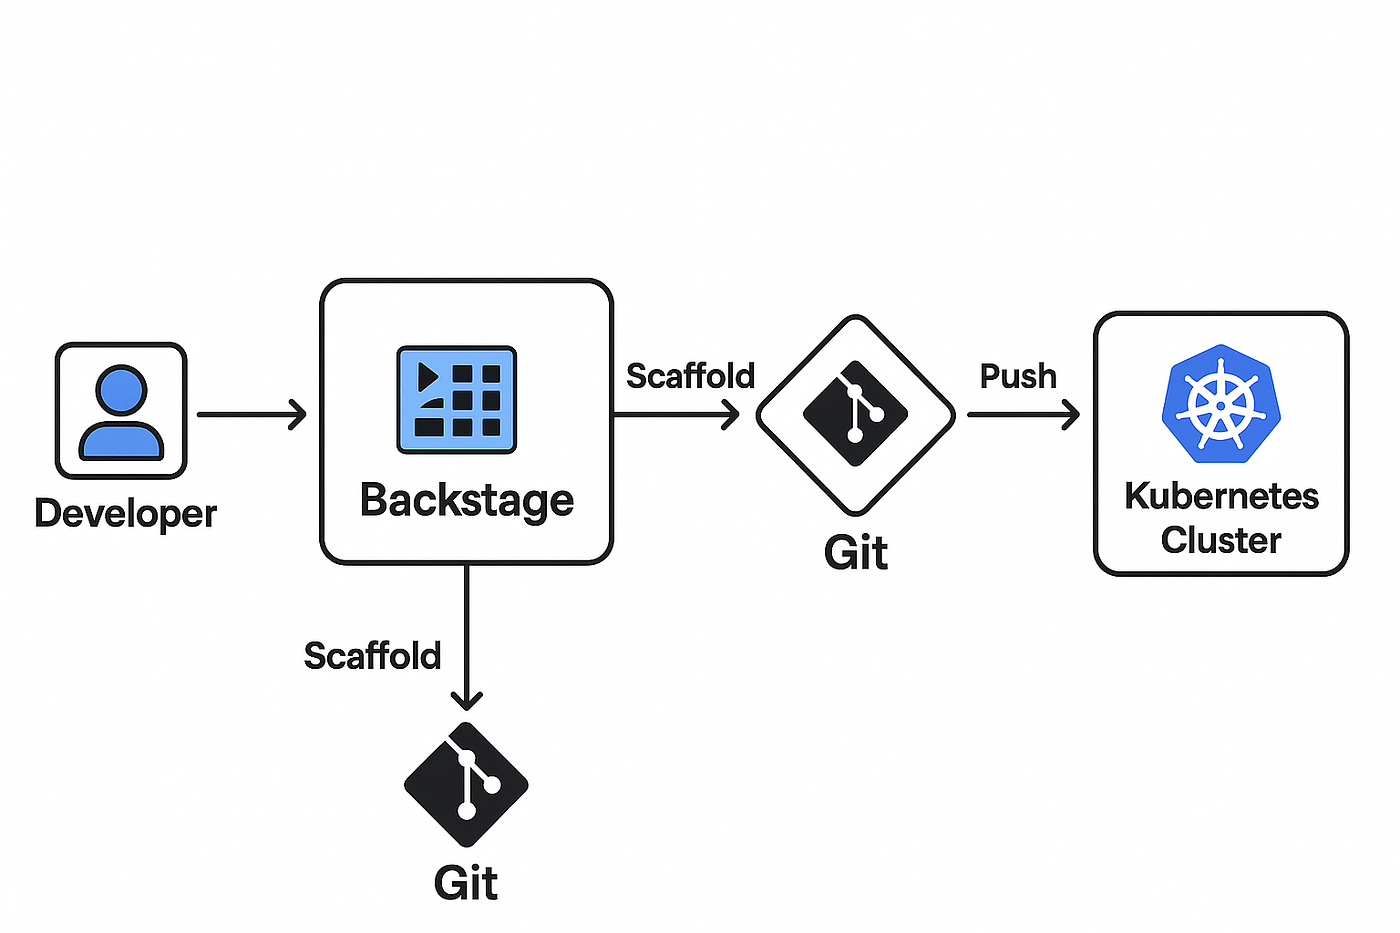 Developer
Backstage
Scaffold
Git
Push
Kubernetes
Cluster
Scaffold
Git